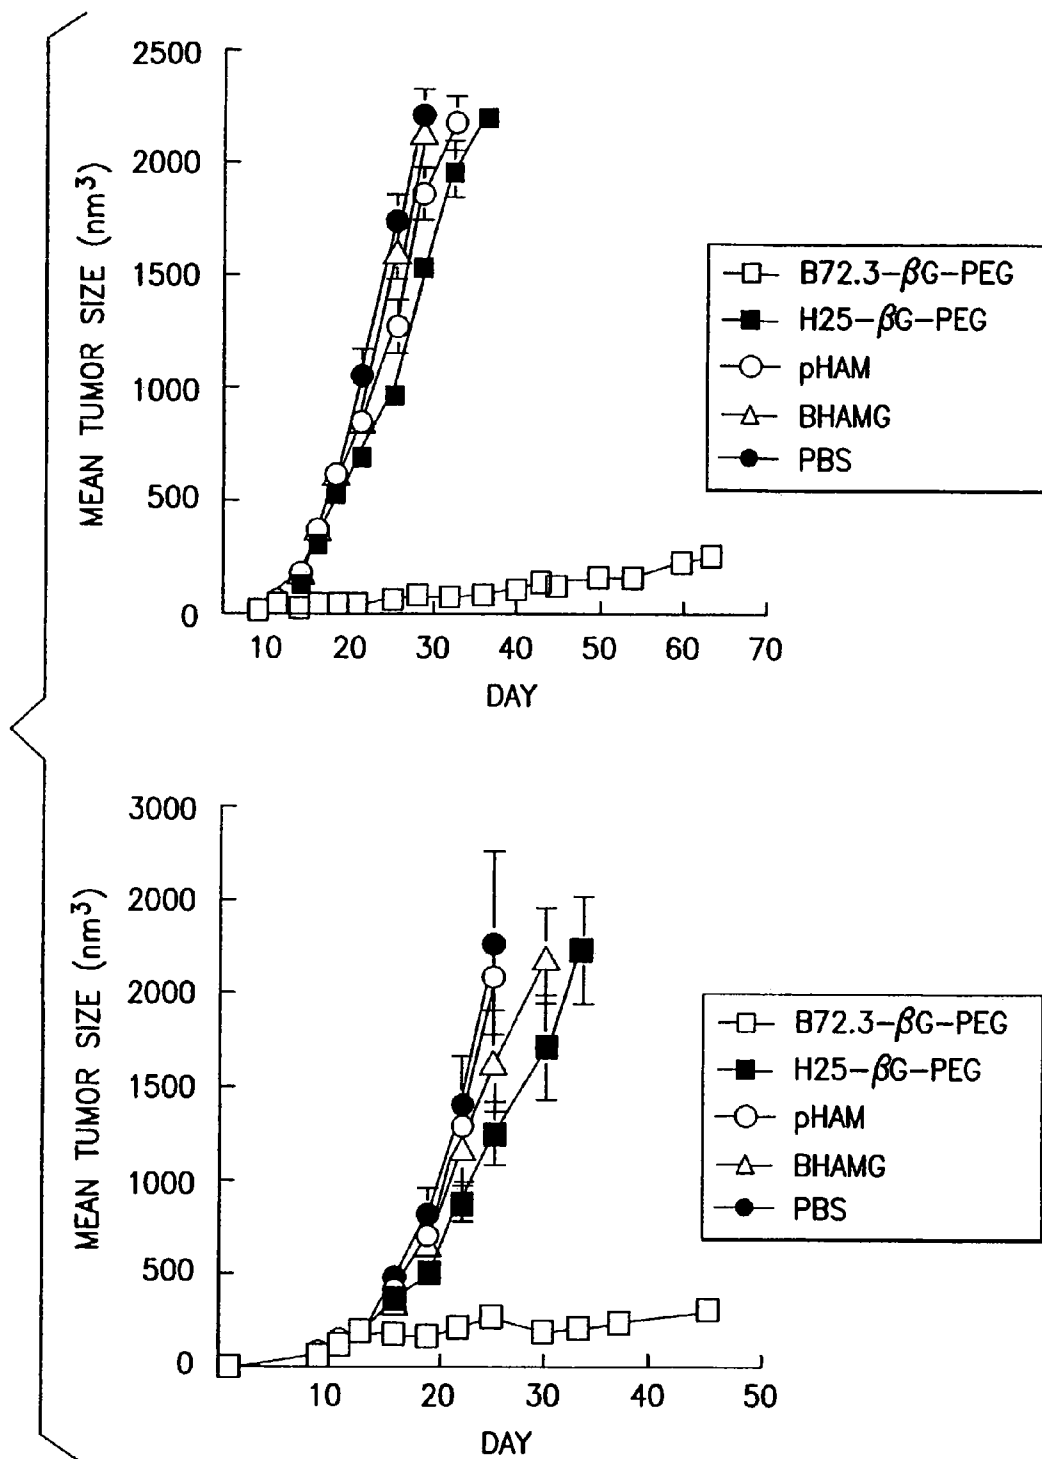 2500
2000
1500
1000
500
0
MEAN TUMOR SIZE (nm³)
10 20 30 40 50 60 70
DAY
B72.3-βG-PEG
H25-βG-PEG
pHAM
BHAMG
PBS
3000
2000
2000
1500
1000
500
0
MEAN TUMOR SIZE (nm³)
10 20 30 40 50
DAY
B72.3-βG-PEG
H25-βG-PEG
pHAM
BHAMG
PBS